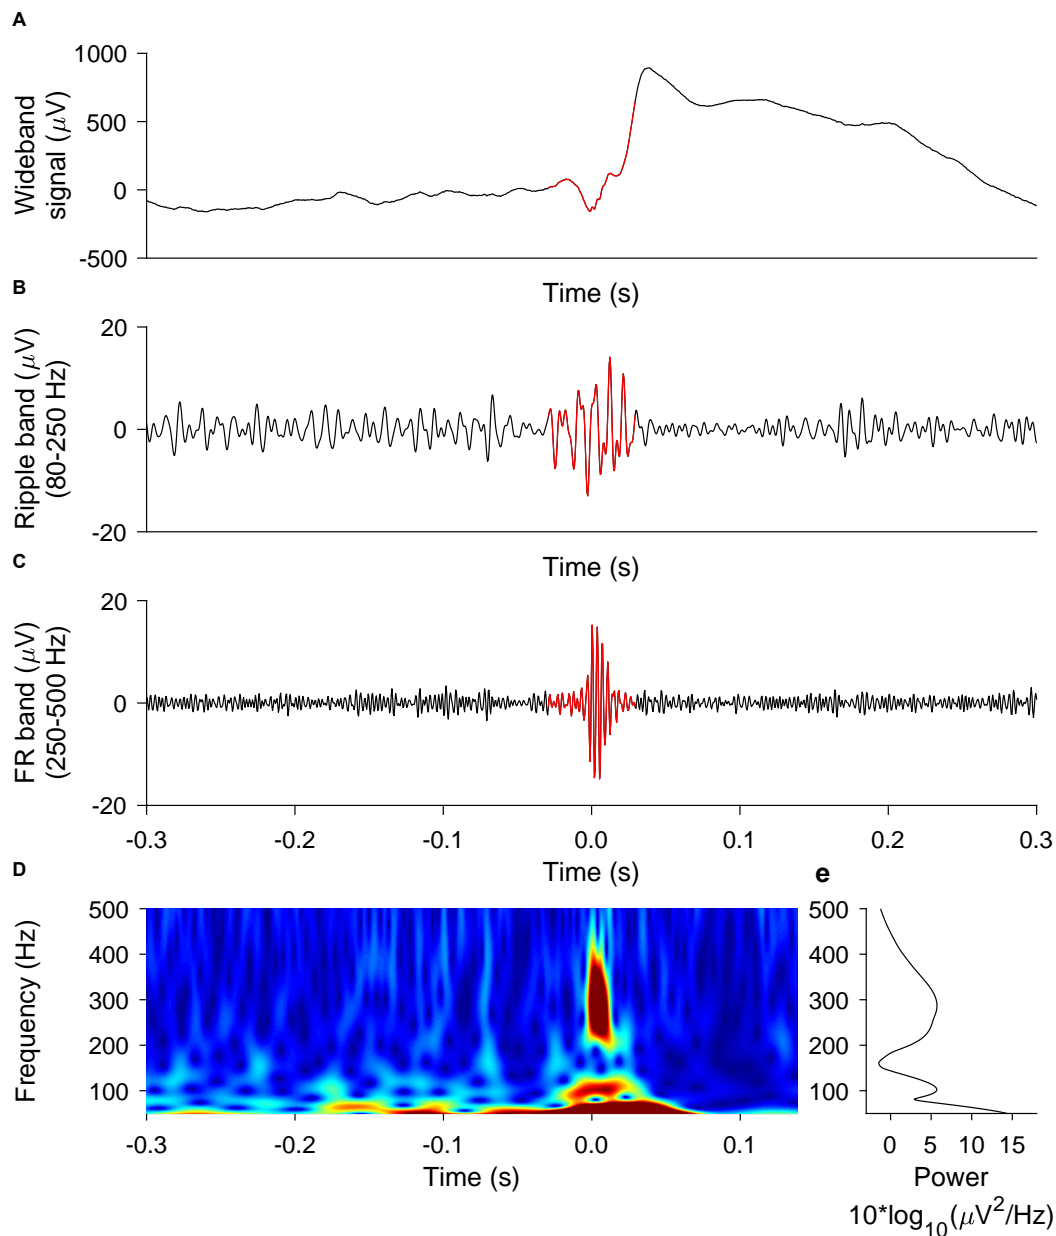 A
Wideband
signal (μV)
1000
500
0
-500
Time (s)
B
Ripple band (μV)
(80-250 Hz)
20
0
-20
Time (s)
C
FR band (μV)
(250-500 Hz)
20
0
-20
-0.3 -0.2 -0.1 0.0 0.1 0.2 0.3
Time (s)
D
Frequency (Hz)
500
400
300
200
100
-0.3 -0.2 -0.1 0.0 0.1
Time (s)
e
500
400
300
200
100
0 5 10 15
Power
10*log10(μV2/Hz)